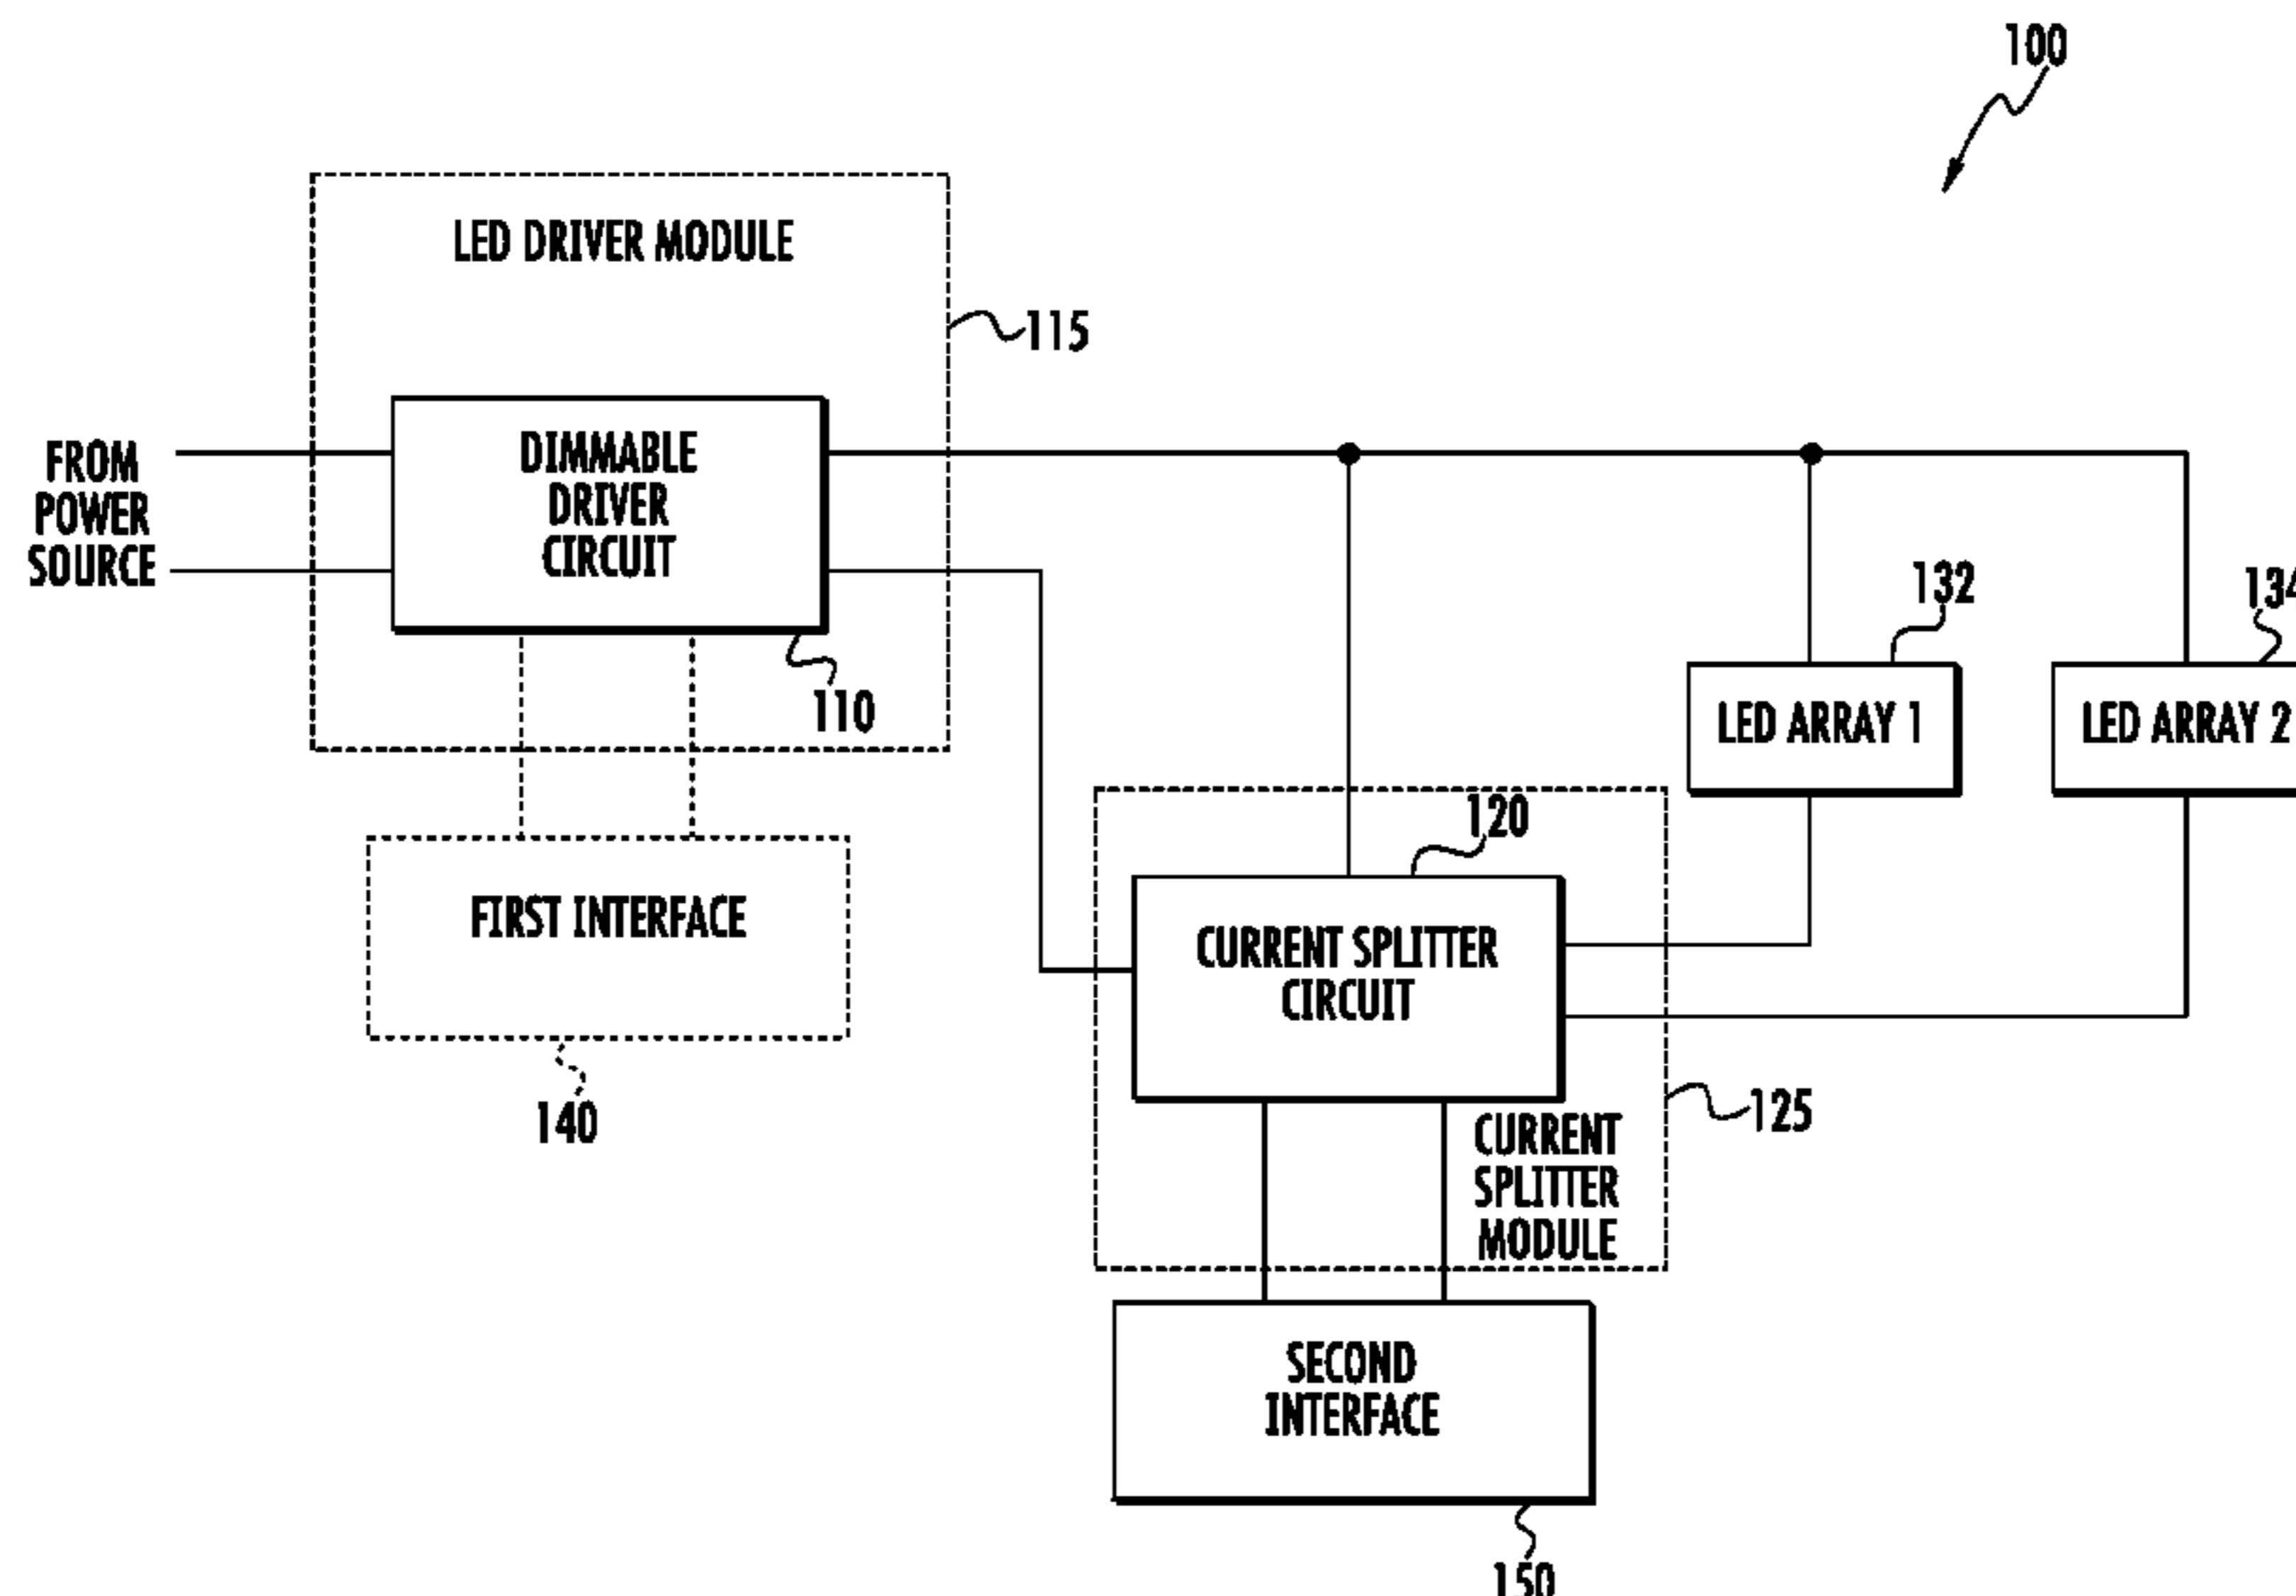 100
LED DRIVER MODULE
115
FROM
POWER
SOURCE
DIMMABLE
DRIVER
CIRCUIT
110
132
134
LED ARRAY 1
LED ARRAY 2
120
CURRENT SPLITTER
CIRCUIT
FIRST INTERFACE
140
125
CURRENT
SPLITTER
MODULE
SECOND
INTERFACE
150